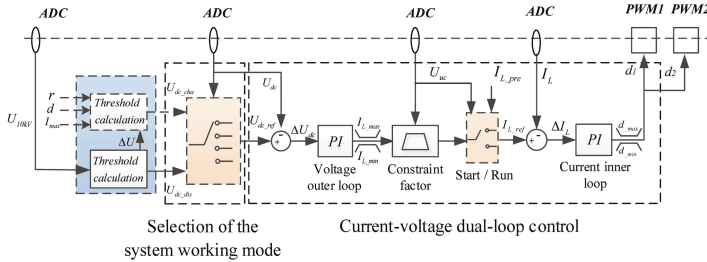 ADC
ADC
ADC
ADC
PWM1
PWM2
U10kV
r
d
Imax
Threshold
calculation
ΔU
Threshold
calculation
Udc_cha
Udc_dis
Udc
Udc_ref
+
-
ΔUdc
PI
Voltage
outer loop
IL_max
IL_min
Constraint
factor
Uuc
IL_pre
Start / Run
IL_ref
IL
+
-
ΔIL
PI
Current inner
loop
d_max
d_min
d1
d2
Selection of the
system working mode
Current-voltage dual-loop control